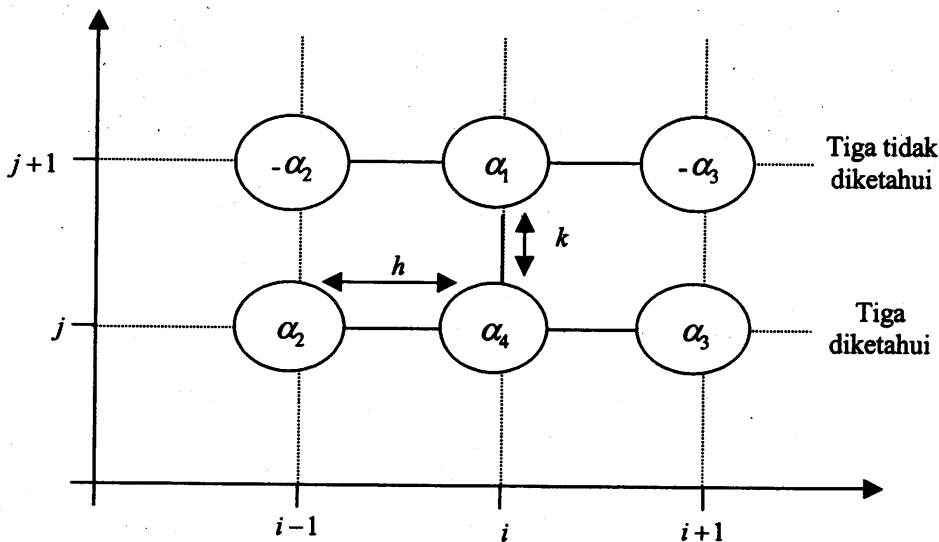 j+1
-α₂
α₁
-α₃
Tiga tidak
diketahui
k
h
j
α₂
α₄
α₃
Tiga
diketahui
i−1
i
i+1